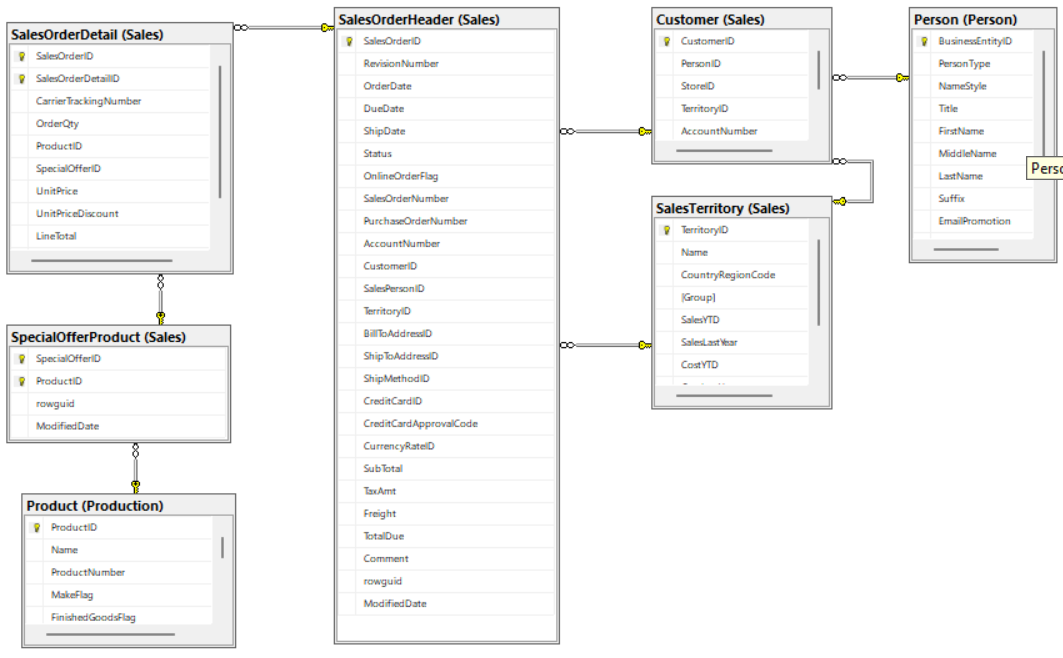 SalesOrderDetail (Sales)
SalesOrderID
SalesOrderDetailID
CarrierTrackingNumber
OrderQty
ProductID
SpecialOfferID
UnitPrice
UnitPriceDiscount
LineTotal
SpecialOfferProduct (Sales)
SpecialOfferID
ProductID
rowguid
ModifiedDate
Product (Production)
ProductID
Name
ProductNumber
MakeFlag
FinishedGoodsFlag
SalesOrderHeader (Sales)
SalesOrderID
RevisionNumber
OrderDate
DueDate
ShipDate
Status
OnlineOrderFlag
SalesOrderNumber
PurchaseOrderNumber
AccountNumber
CustomerID
SalesPersonID
TerritoryID
BillToAddressID
ShipToAddressID
ShipMethodID
CreditCardID
CreditCardApprovalCode
CurrencyRateID
SubTotal
TaxAmt
Freight
TotalDue
Comment
rowguid
ModifiedDate
Customer (Sales)
CustomerID
PersonID
StoreID
TerritoryID
AccountNumber
SalesTerritory (Sales)
TerritoryID
Name
CountryRegionCode
[Group]
SalesYTD
SalesLastYear
CostYTD
Person (Person)
BusinessEntityID
PersonType
NameStyle
Title
FirstName
MiddleName
LastName
Suffix
EmailPromotion